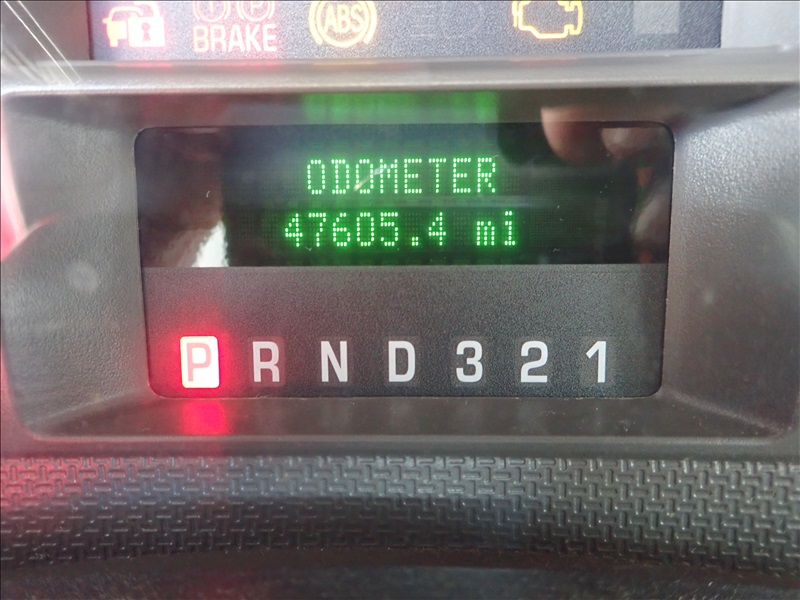 BRAKE ABS
ODOMETER
47605.4 mi
P R N D 3 2 1